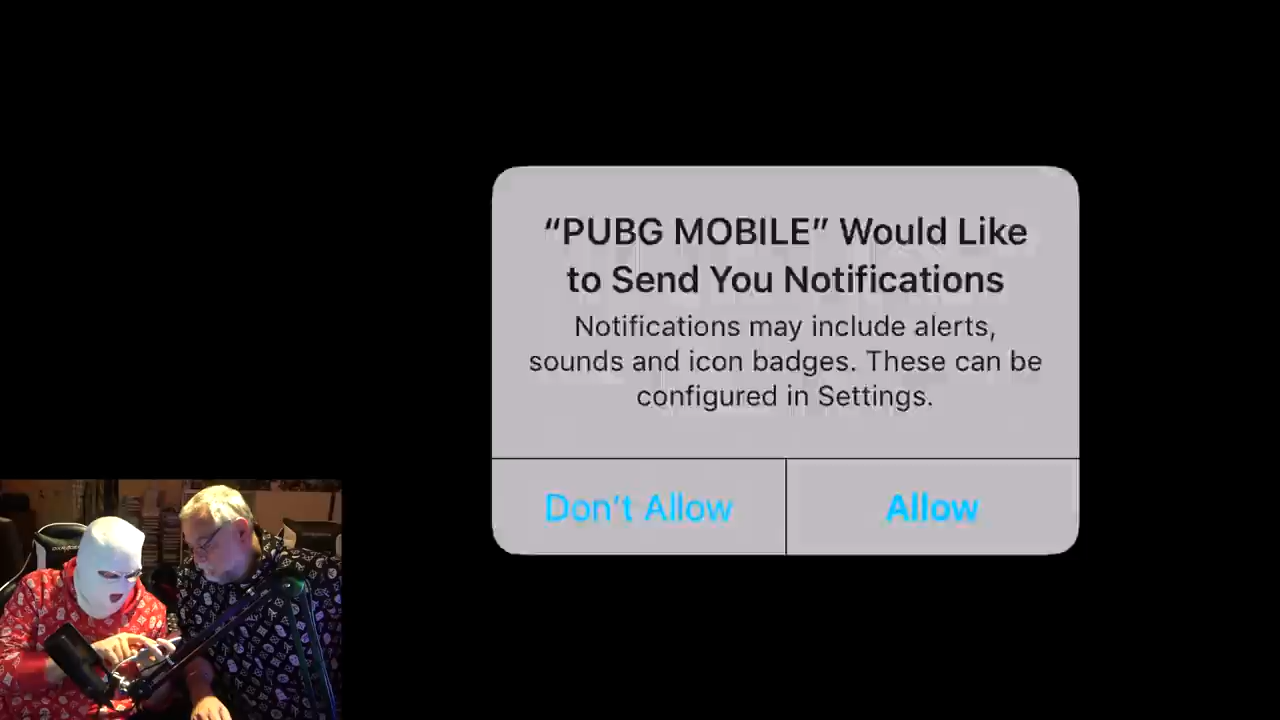 “PUBG MOBILE” Would Like
to Send You Notifications
Notifications may include alerts,
sounds and icon badges. These can be
configured in Settings.
Don’t Allow
Allow